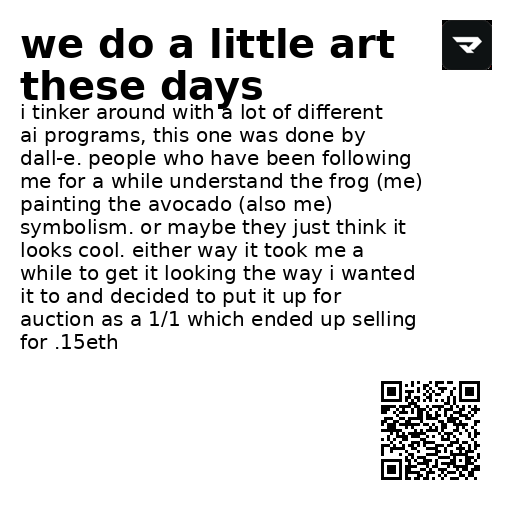 we do a little art
these days
i tinker around with a lot of different
ai programs, this one was done by
dall-e. people who have been following
me for a while understand the frog (me)
painting the avocado (also me)
symbolism. or maybe they just think it
looks cool. either way it took me a
while to get it looking the way i wanted
it to and decided to put it up for
auction as a 1/1 which ended up selling
for .15eth